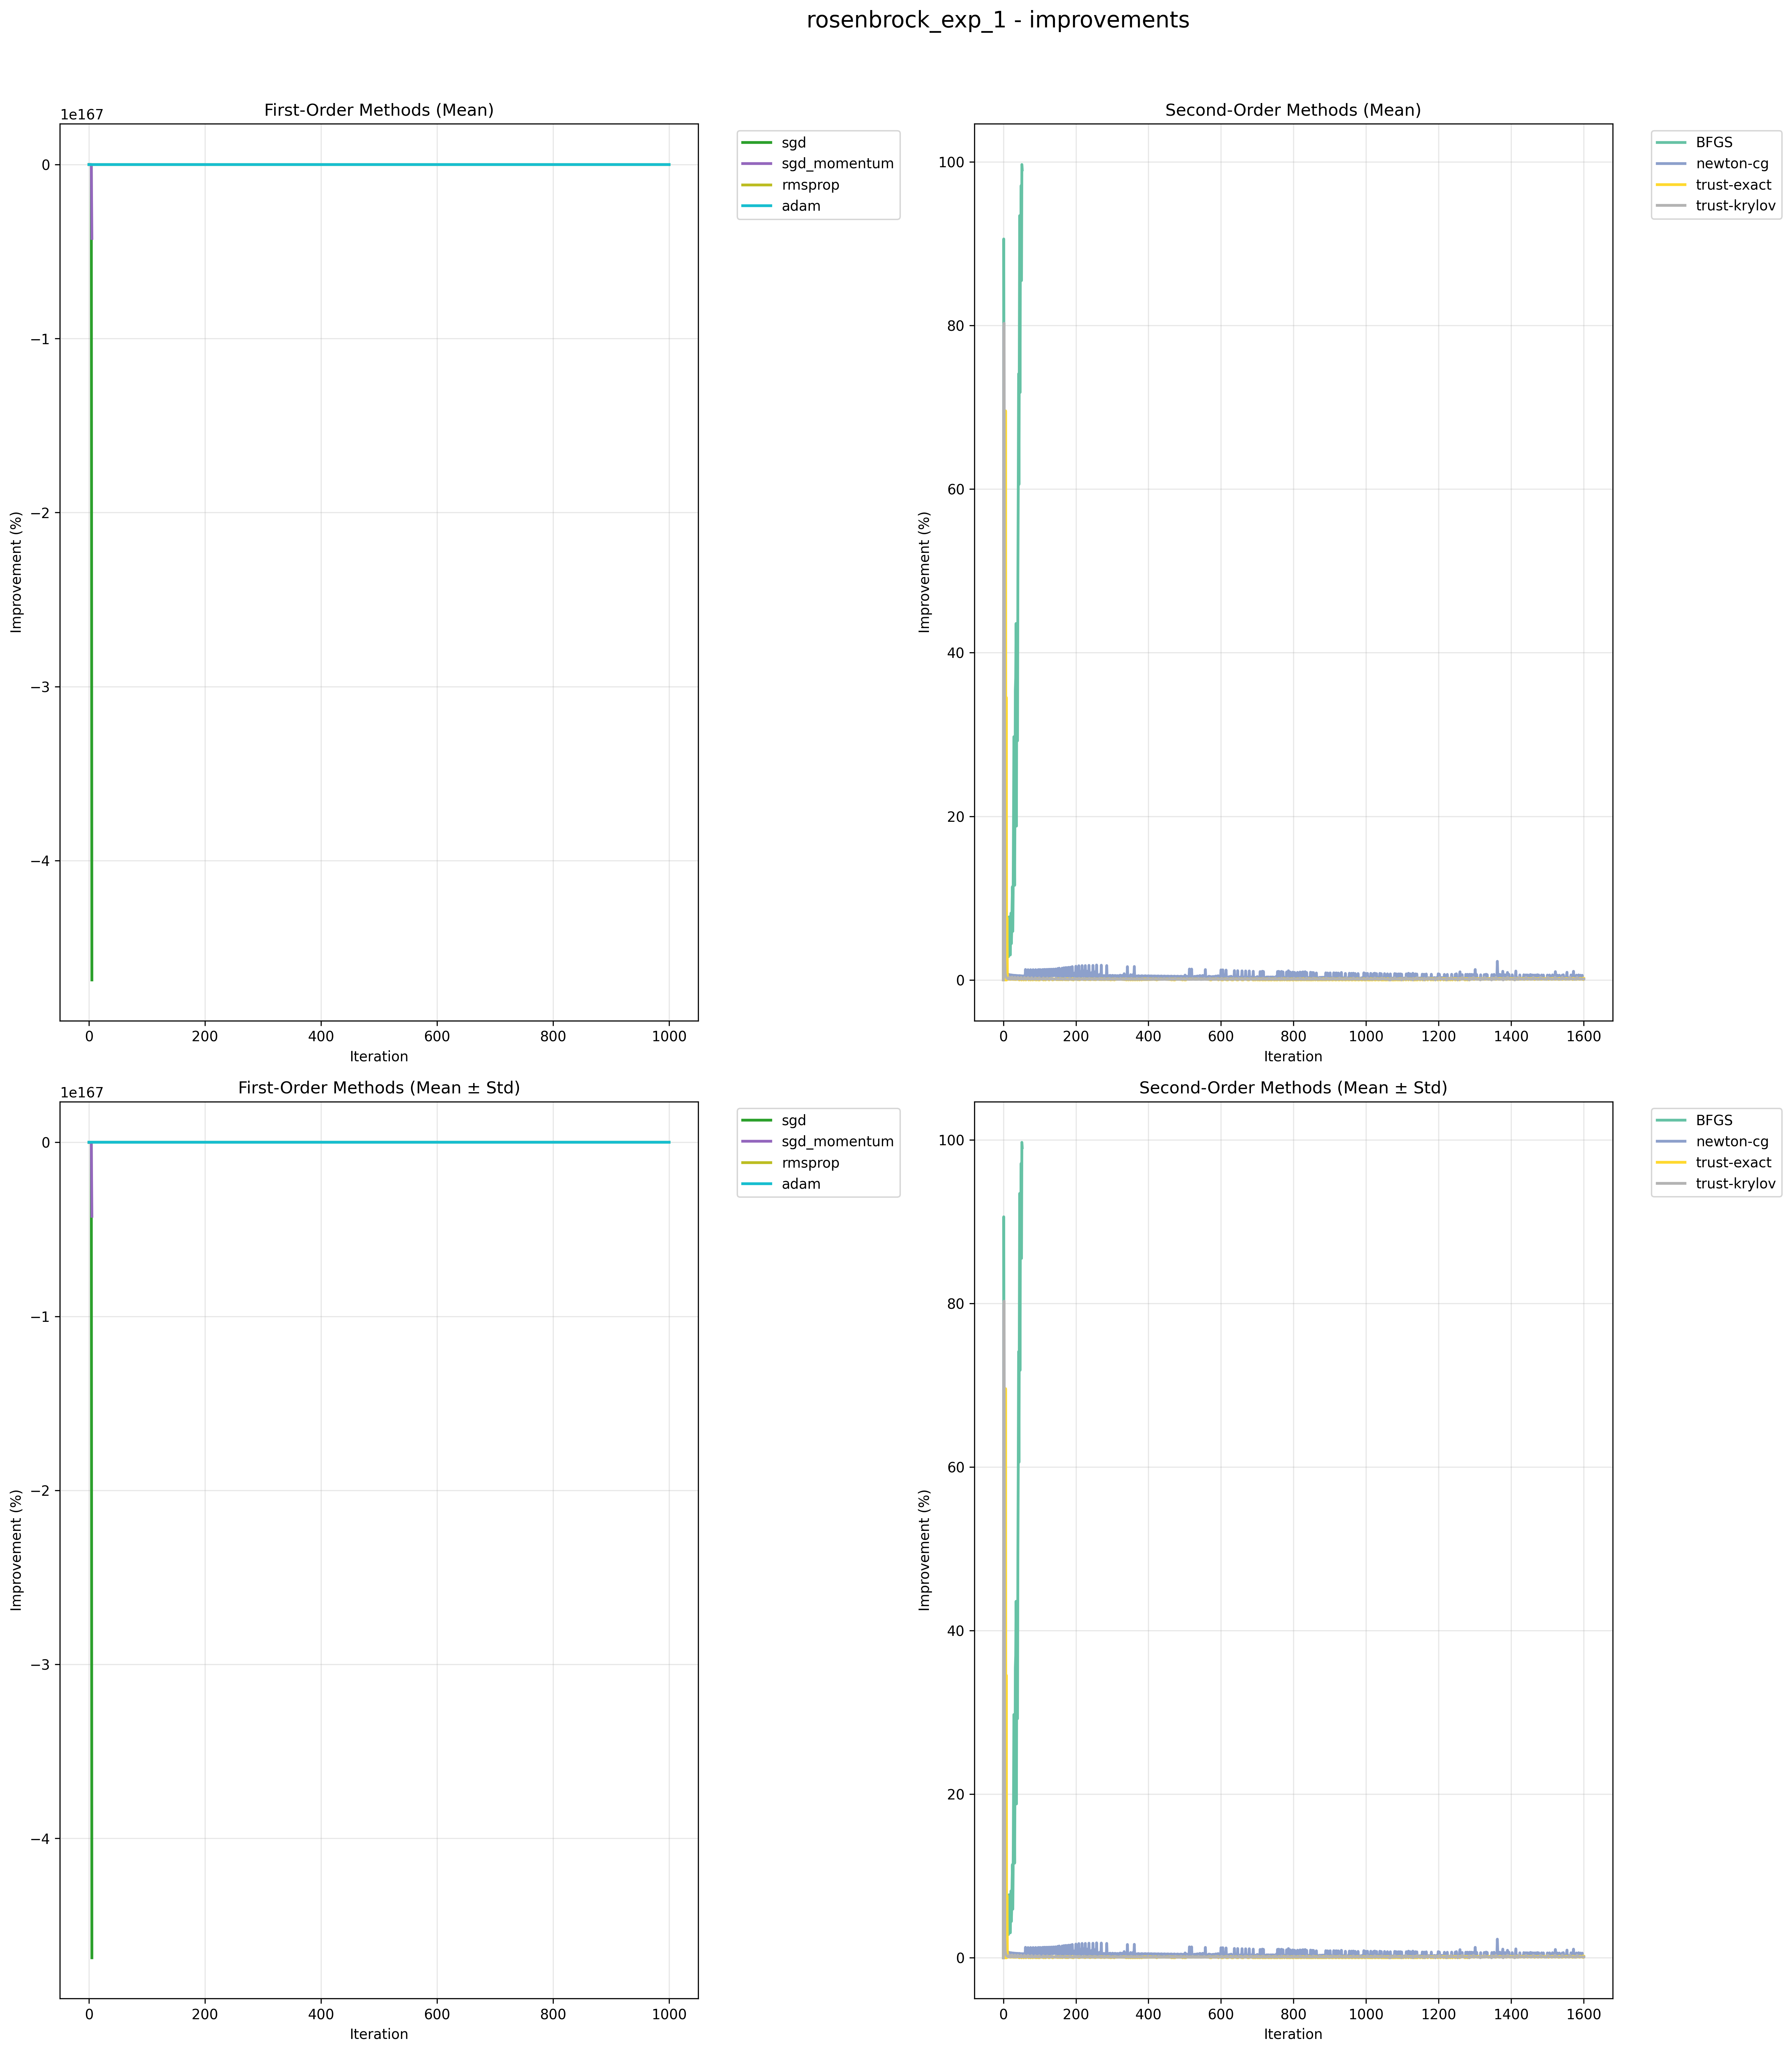 rosenbrock_exp_1 - improvements
First-Order Methods (Mean)
1e167
0
−1
−2
−3
−4
Improvement (%)
0 200 400 600 800 1000
Iteration
sgd
sgd_momentum
rmsprop
adam
Second-Order Methods (Mean)
100
80
60
40
20
0
Improvement (%)
0 200 400 600 800 1000 1200 1400 1600
Iteration
BFGS
newton-cg
trust-exact
trust-krylov
First-Order Methods (Mean ± Std)
1e167
0
−1
−2
−3
−4
Improvement (%)
0 200 400 600 800 1000
Iteration
sgd
sgd_momentum
rmsprop
adam
Second-Order Methods (Mean ± Std)
100
80
60
40
20
0
Improvement (%)
0 200 400 600 800 1000 1200 1400 1600
Iteration
BFGS
newton-cg
trust-exact
trust-krylov